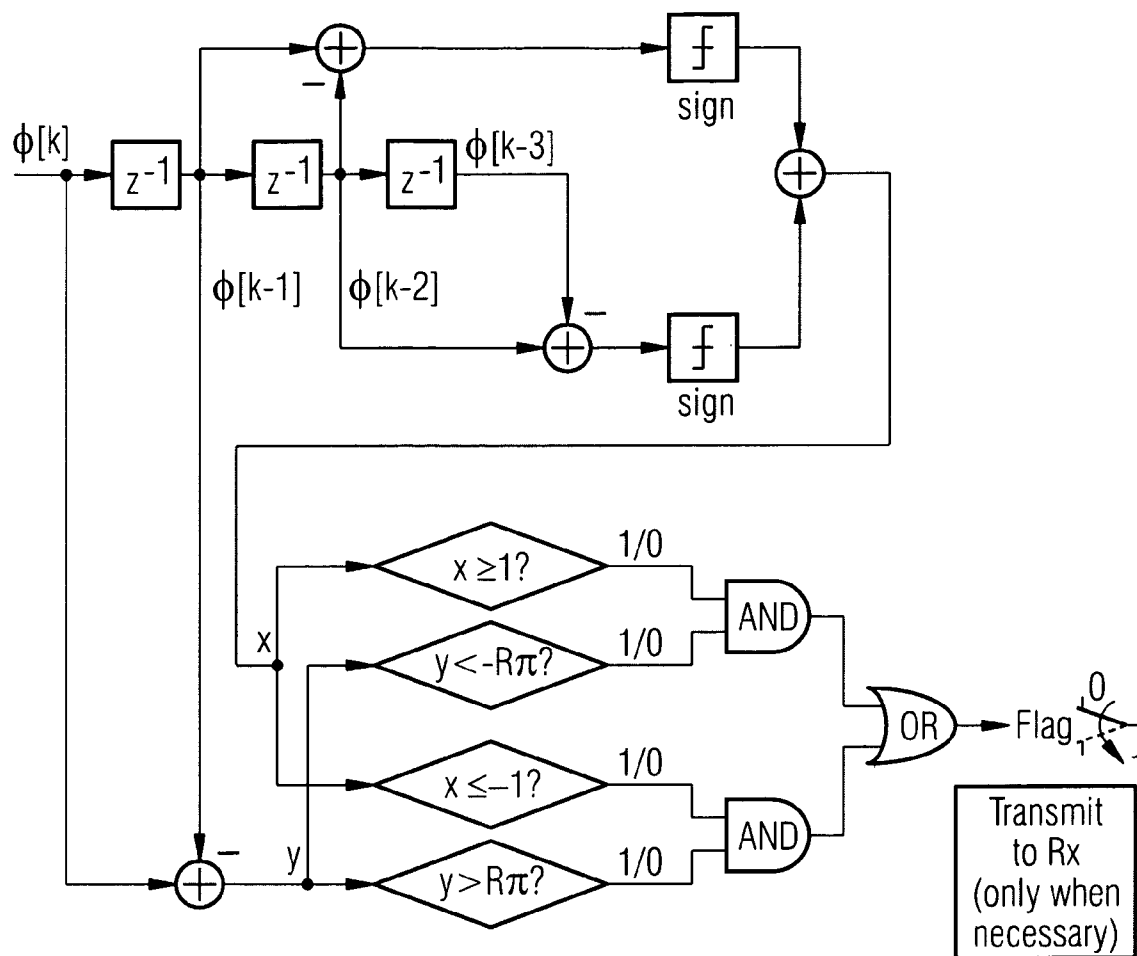 sign
ϕ[k]
z⁻¹
z⁻¹
z⁻¹
ϕ[k-3]
ϕ[k-1]
ϕ[k-2]
sign
x ≥1?
1/0
AND
x
y<-Rπ?
1/0
OR
Flag
0
1
x ≤–1?
1/0
AND
y
y>Rπ?
1/0
Transmit
to Rx
(only when
necessary)